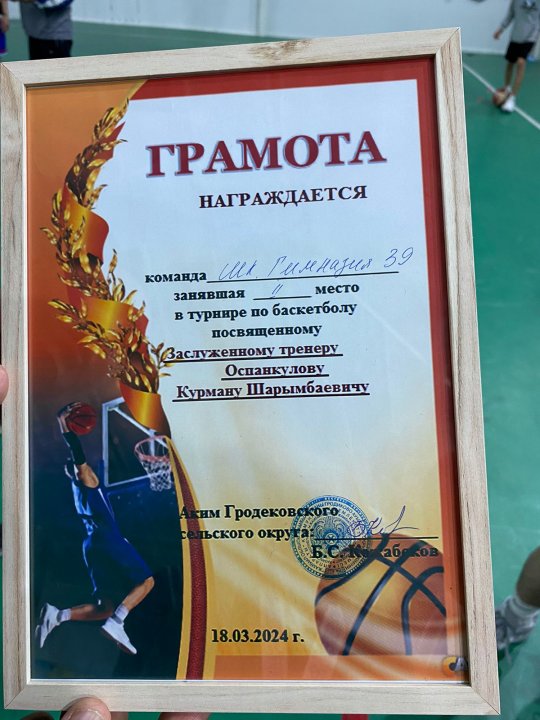 ГРАМОТА
НАГРАЖДАЕТСЯ
команда шк Гимназия 39
занявшая II место
в турнире по баскетболу
посвященному
Заслуженному тренеру
Оспанкулову
Курману Шарымбаевичу
Аким Гродековского
сельского округа:
Б.С.
18.03.2024 г.